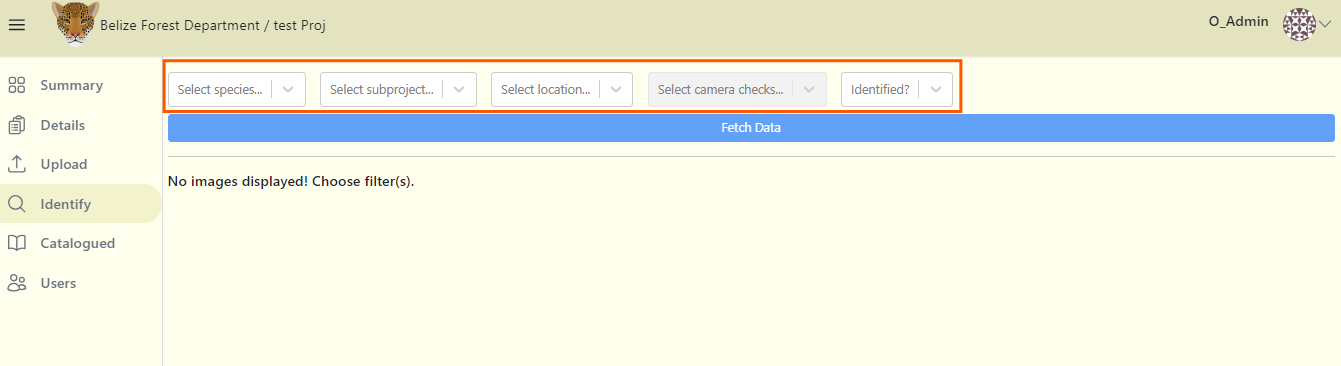 Belize Forest Department / test Proj
O_Admin
Summary
Details
Upload
Identify
Catalogued
Users
Select species...
Select subproject...
Select location...
Select camera checks...
Identified?
Fetch Data
No images displayed! Choose filter(s).